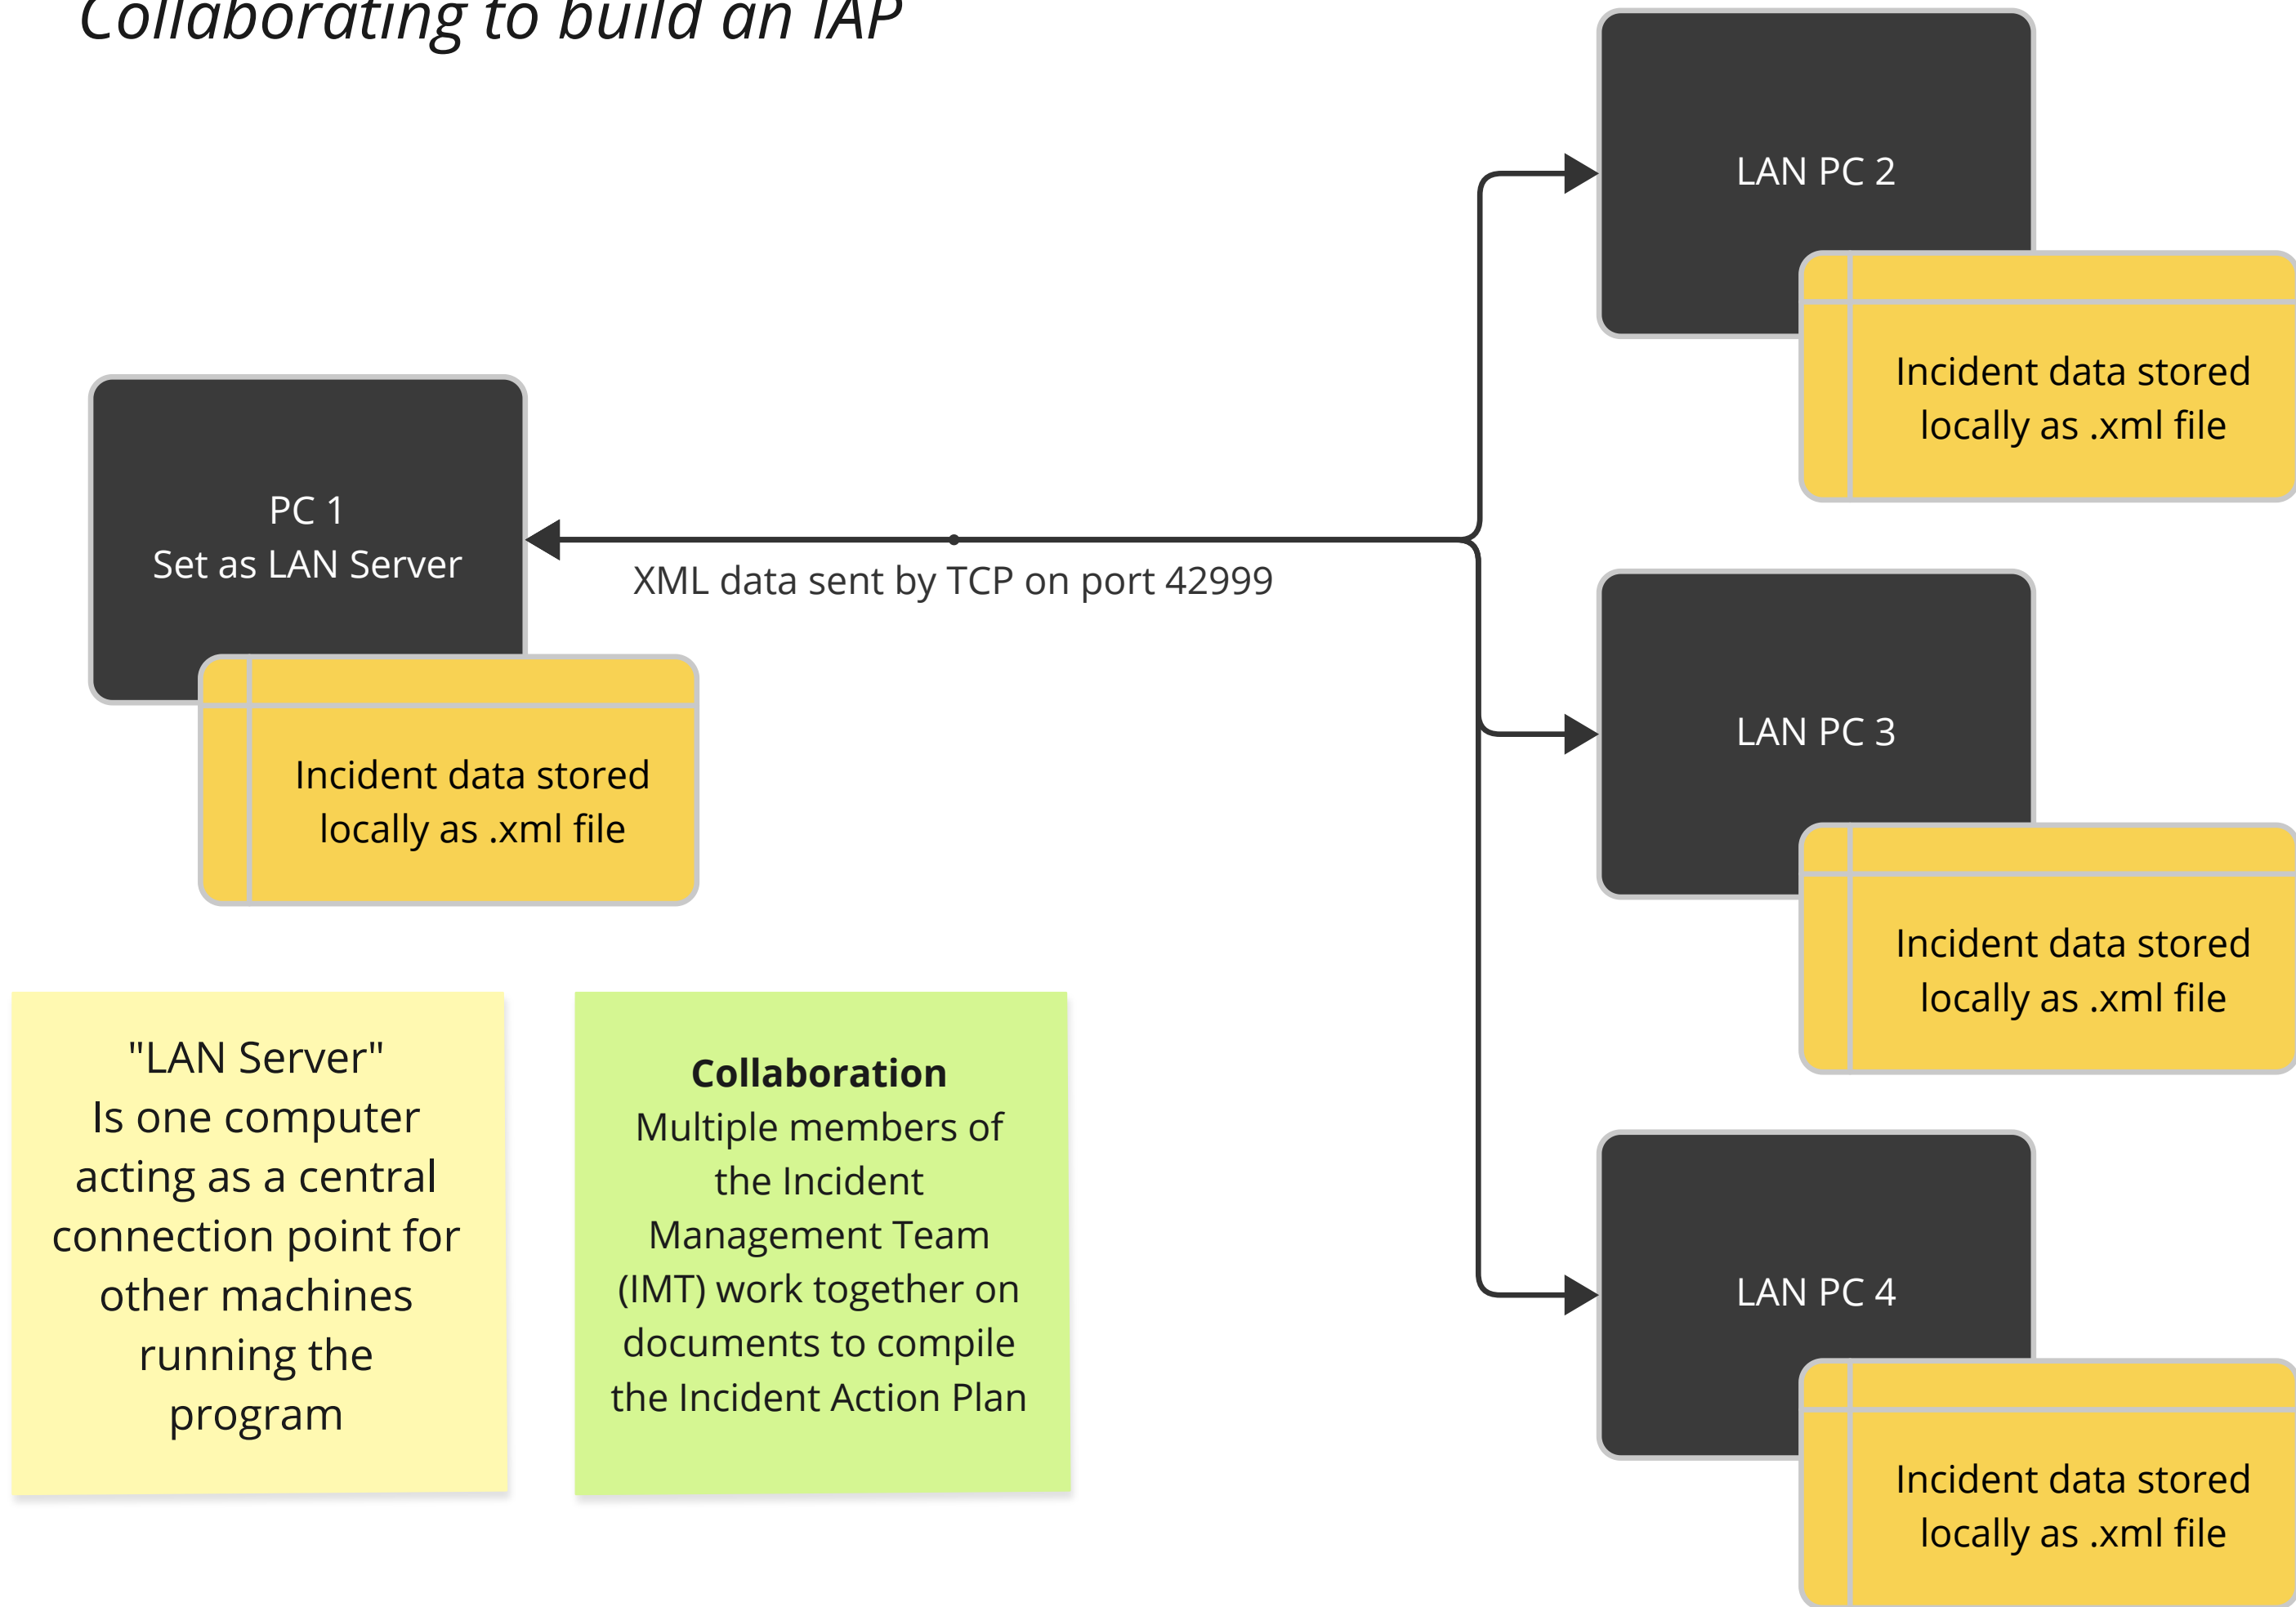 Collaborating to build an IAP
LAN PC 2
Incident data stored
locally as .xml file
PC 1
Set as LAN Server
XML data sent by TCP on port 42999
Incident data stored
locally as .xml file
LAN PC 3
Incident data stored
locally as .xml file
"LAN Server"
Is one computer
acting as a central
connection point for
other machines
running the
program
Collaboration
Multiple members of
the Incident
Management Team
(IMT) work together on
documents to compile
the Incident Action Plan
LAN PC 4
Incident data stored
locally as .xml file